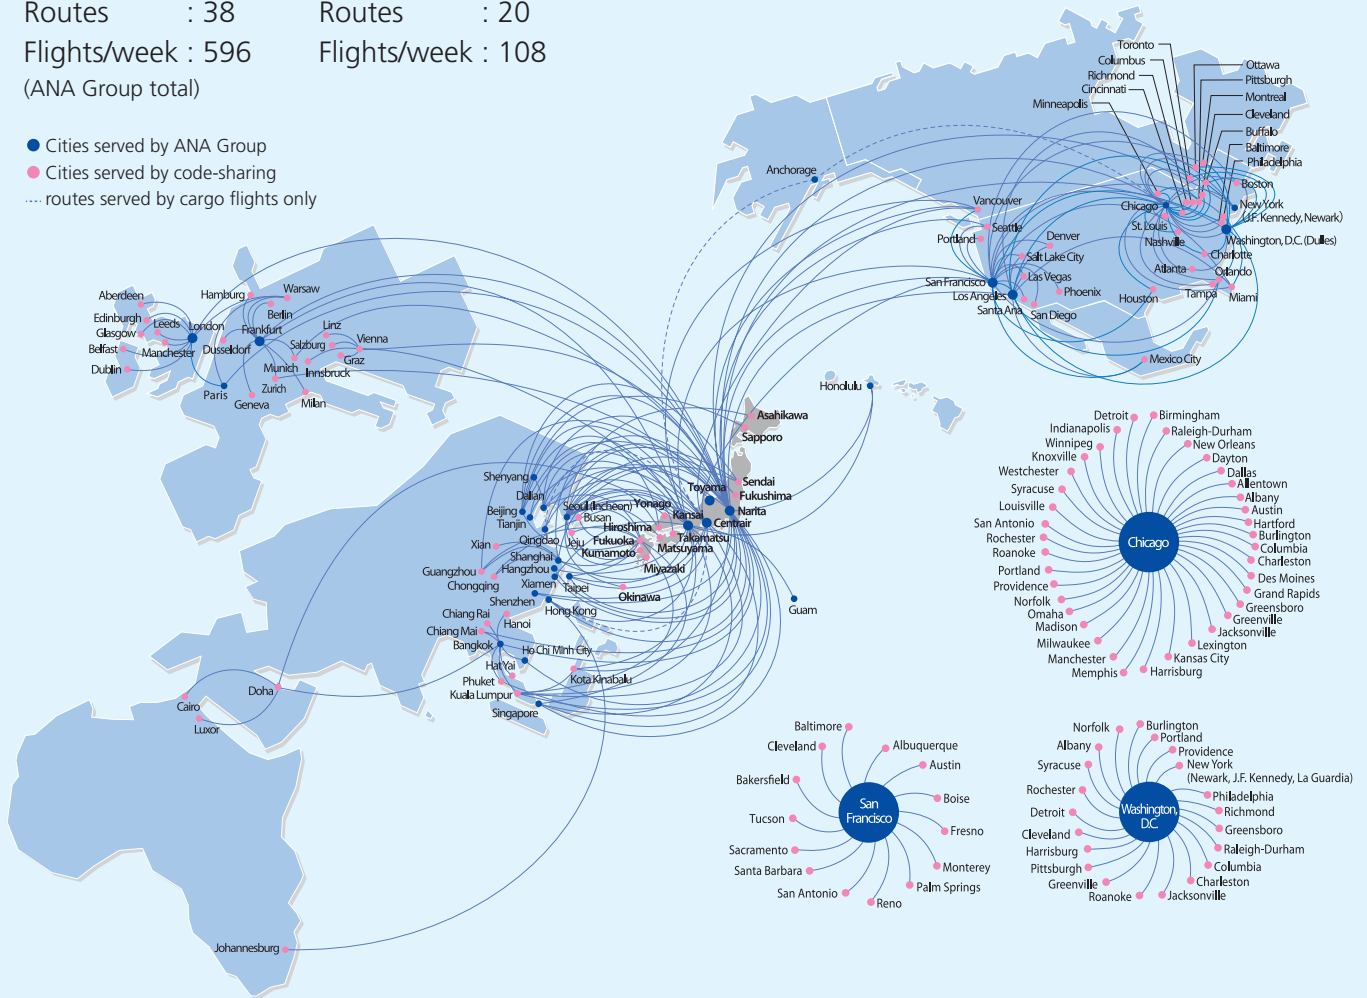 Routes : 38
Routes : 20
Flights/week : 596
Flights/week : 108
(ANA Group total)
Cities served by ANA Group
Cities served by code-sharing
routes served by cargo flights only
Toronto
Columbus
Richmond
Cincinnati
Minneapolis
Ottawa
Pittsburgh
Montreal
Cleveland
Buffalo
Baltimore
Philadelphia
Boston
New York
(J.F. Kennedy, Newark)
Washington, D.C. (Dulles)
Chicago
St. Louis
Nashville
Charlotte
Atlanta
Orlando
Tampa
Miami
Houston
Mexico City
Anchorage
Vancouver
Seattle
Portland
Denver
Salt Lake City
San Francisco
Las Vegas
Los Angeles
Phoenix
Santa Ana
San Diego
Honolulu
Guam
Aberdeen
Edinburgh
Glasgow
Leeds
London
Belfast
Manchester
Dublin
Hamburg
Warsaw
Berlin
Frankfurt
Dusseldorf
Linz
Vienna
Salzburg
Graz
Munich
Innsbruck
Paris
Zurich
Geneva
Milan
Asahikawa
Sapporo
Sendai
Fukushima
Toyama
Narita
Kansai
Centrair
Yonago
Hiroshima
Takamatsu
Fukuoka
Matsuyama
Kumamoto
Miyazaki
Okinawa
Shenyang
Dalian
Seoul (Incheon)
Beijing
Busan
Tianjin
Qingdao
Jeju
Xian
Shanghai
Guangzhou
Hangzhou
Chongqing
Xiamen
Taipei
Shenzhen
Hong Kong
Chiang Rai
Hanoi
Chiang Mai
Bangkok
Ho Chi Minh City
Hat Yai
Phuket
Kota Kinabalu
Kuala Lumpur
Singapore
Doha
Cairo
Luxor
Johannesburg
Chicago
Detroit
Birmingham
Indianapolis
Raleigh-Durham
Winnipeg
New Orleans
Knoxville
Dayton
Westchester
Dallas
Syracuse
Allentown
Louisville
Albany
San Antonio
Austin
Rochester
Hartford
Roanoke
Burlington
Portland
Columbia
Providence
Charleston
Norfolk
Des Moines
Omaha
Grand Rapids
Madison
Greensboro
Milwaukee
Greenville
Manchester
Jacksonville
Memphis
Lexington
Kansas City
Harrisburg
San
Francisco
Baltimore
Cleveland
Albuquerque
Bakersfield
Austin
Tucson
Boise
Sacramento
Fresno
Santa Barbara
Monterey
San Antonio
Palm Springs
Reno
Washington,
D.C.
Norfolk
Burlington
Albany
Portland
Syracuse
Providence
Rochester
New York
(Newark, J.F. Kennedy, La Guardia)
Detroit
Philadelphia
Cleveland
Richmond
Harrisburg
Greensboro
Pittsburgh
Raleigh-Durham
Greenville
Columbia
Roanoke
Charleston
Jacksonville